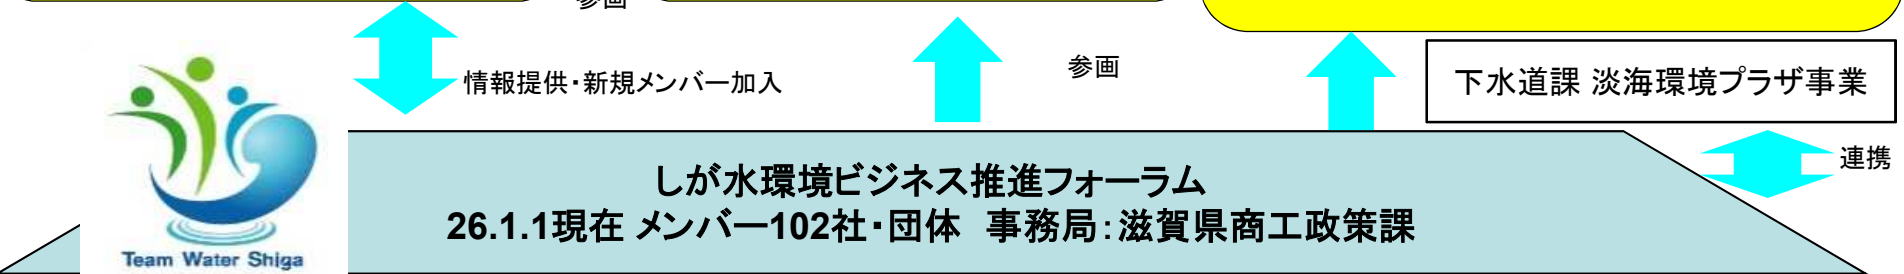 参画
情報提供・新規メンバー加入
参画
下水道課 淡海環境プラザ事業
連携
しが水環境ビジネス推進フォーラム
26.1.1現在 メンバー102社・団体　事務局：滋賀県商工政策課
Team Water Shiga